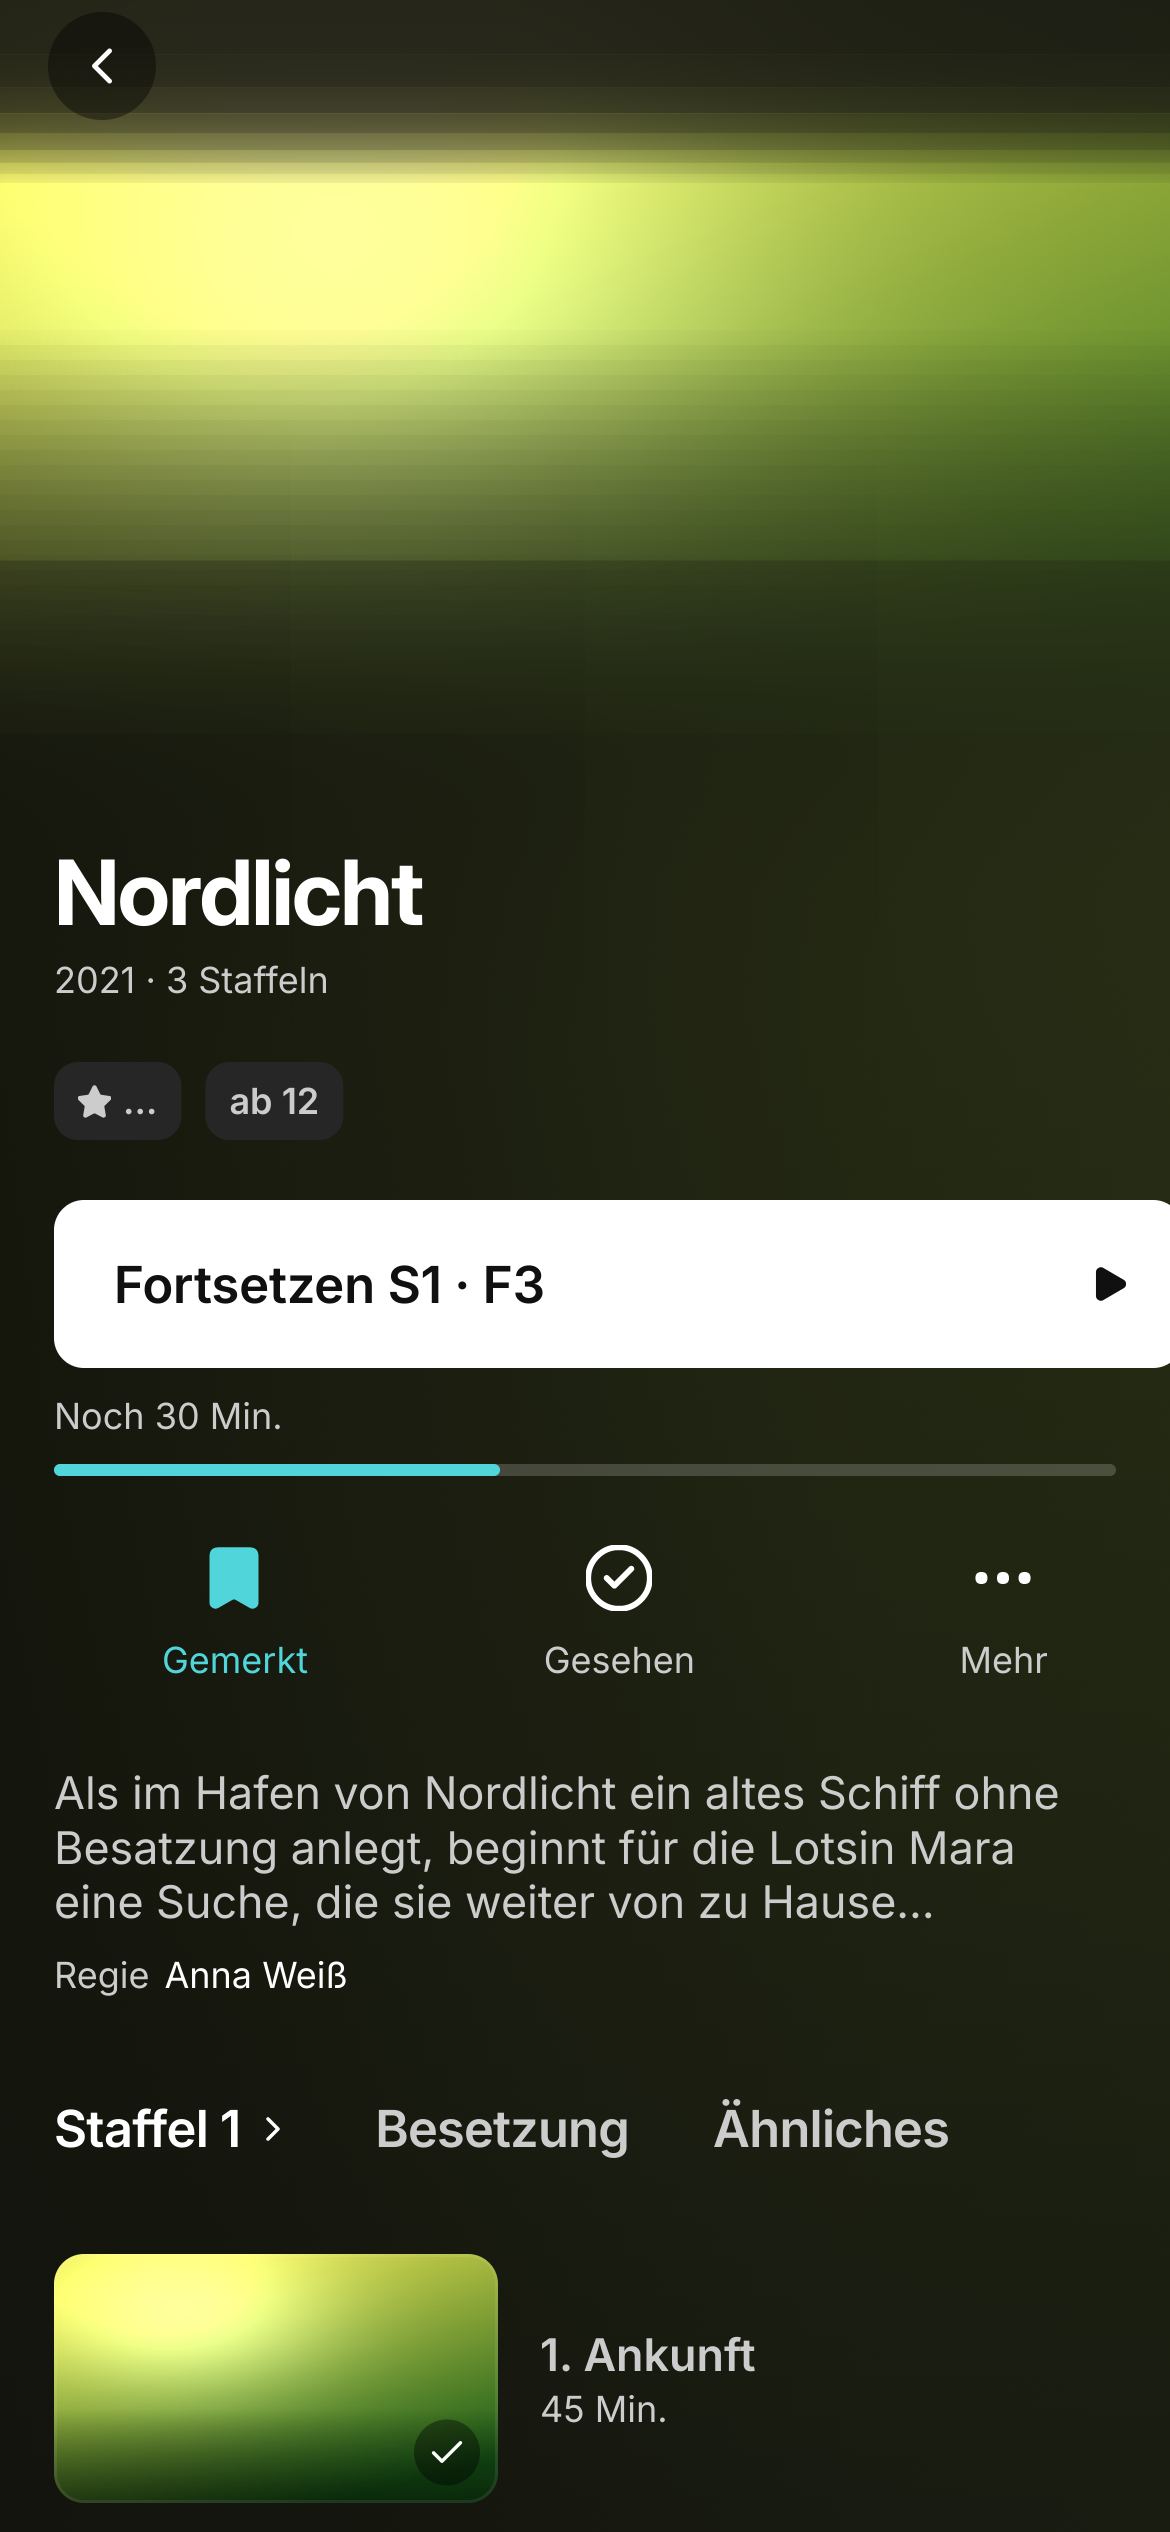 Nordlicht
2021 · 3 Staffeln
... ab 12
Fortsetzen S1 · F3
Noch 30 Min.
Gemerkt Gesehen Mehr
Als im Hafen von Nordlicht ein altes Schiff ohne
Besatzung anlegt, beginnt für die Lotsin Mara
eine Suche, die sie weiter von zu Hause...
Regie Anna Weiß
Staffel 1 Besetzung Ähnliches
1. Ankunft
45 Min.